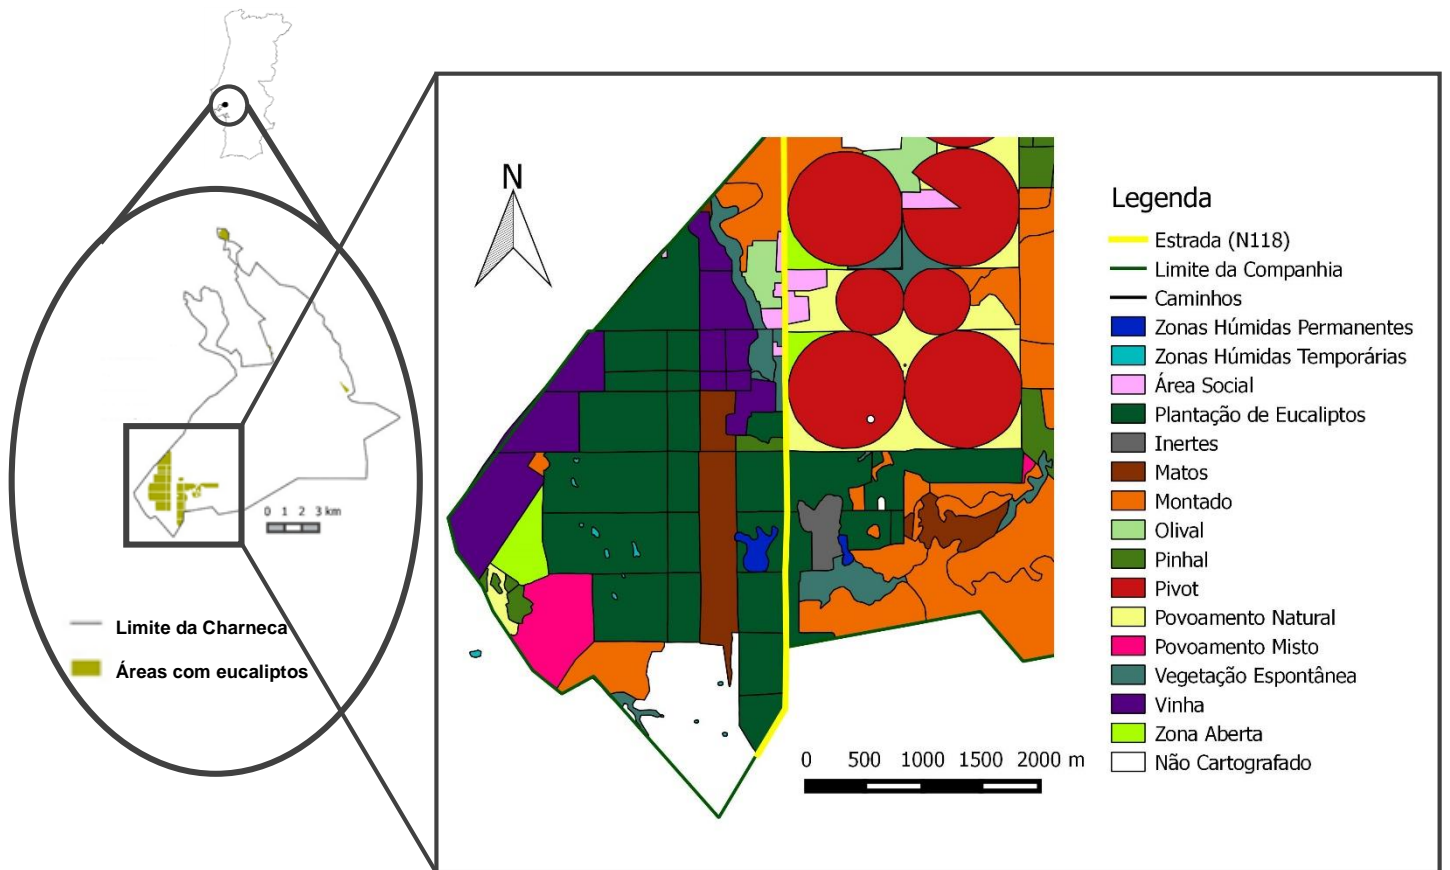 N
Legenda
Estrada (N118)
Limite da Companhia
Caminhos
Zonas Húmidas Permanentes
Zonas Húmidas Temporárias
Área Social
Plantação de Eucaliptos
Inertes
Matos
Montado
Olival
Pinhal
Pivot
Povoamento Natural
Povoamento Misto
Vegetação Espontânea
Vinha
Zona Aberta
Não Cartografado
0 1 2 3 km
Limite da Charneca
Áreas com eucaliptos
0 500 1000 1500 2000 m